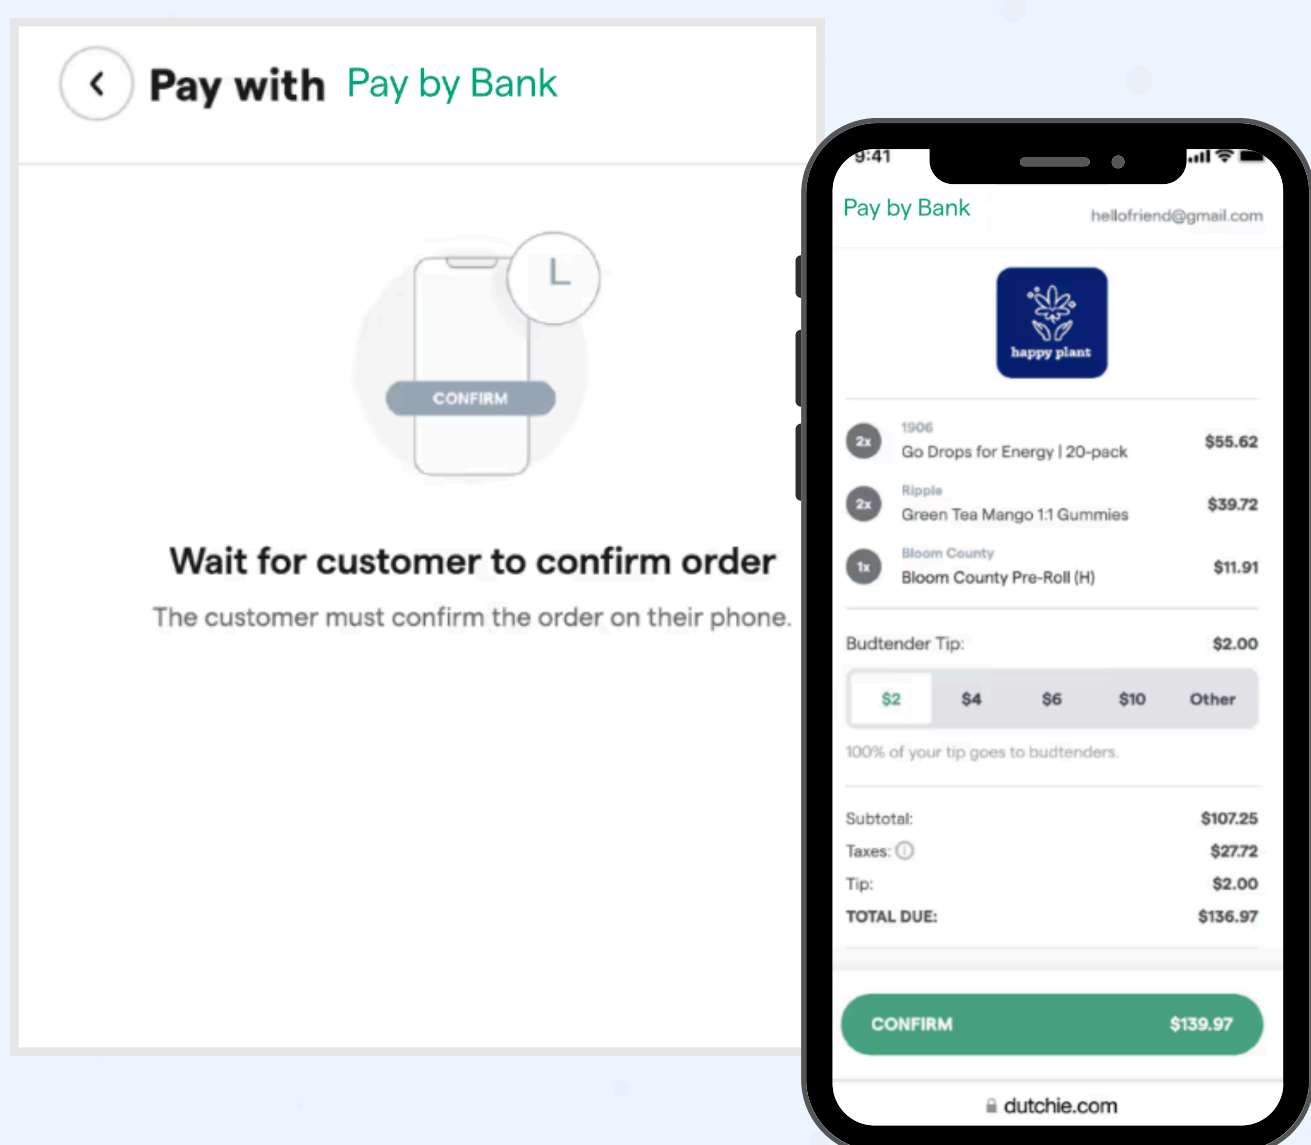 Pay with Pay by Bank
CONFIRM
Wait for customer to confirm order
The customer must confirm the order on their phone.
9:41
Pay by Bank
hellofriend@gmail.com
happy plant
2x
1906
Go Drops for Energy | 20-pack
$55.62
2x
Ripple
Green Tea Mango 1:1 Gummies
$39.72
1x
Bloom County
Bloom County Pre-Roll (H)
$11.91
Budtender Tip: $2.00
$2 $4 $6 $10 Other
100% of your tip goes to budtenders.
Subtotal: $107.25
Taxes: $27.72
Tip: $2.00
TOTAL DUE: $136.97
CONFIRM $139.97
dutchie.com